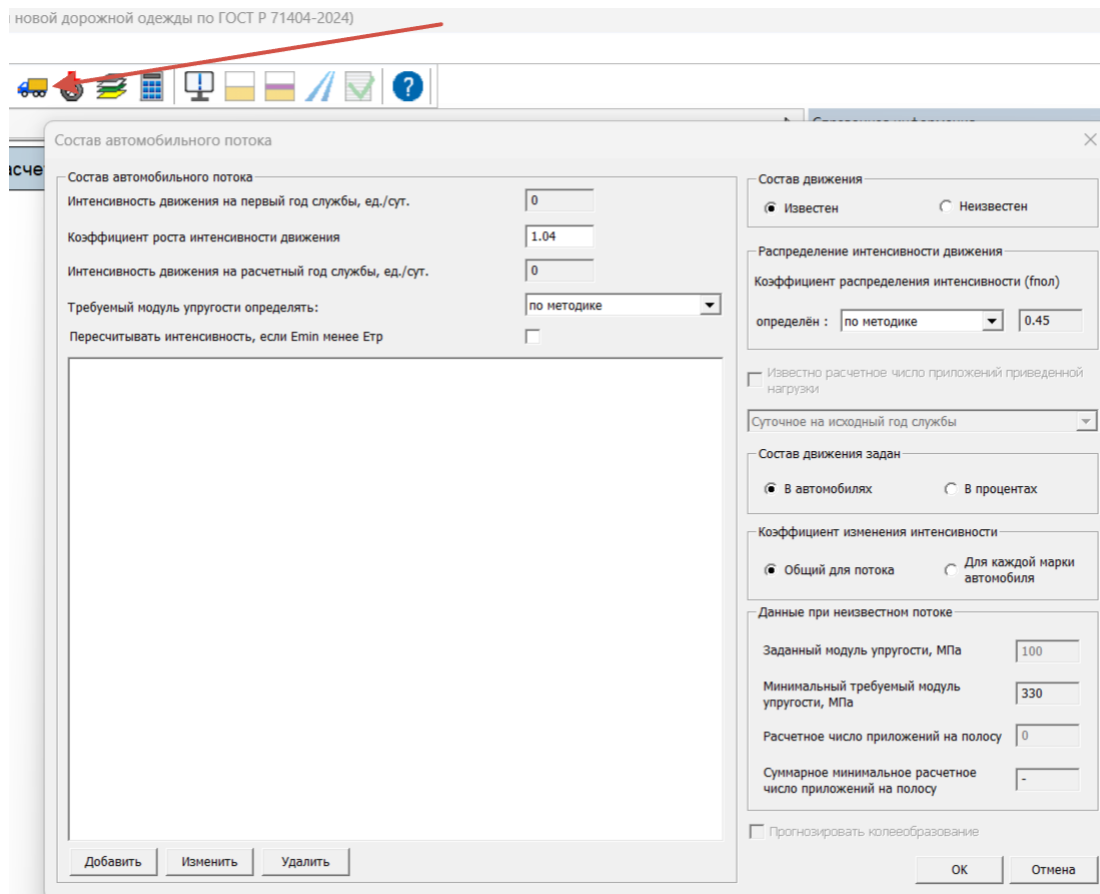 новой дорожной одежды по ГОСТ Р 71404-2024)
?
Состав автомобильного потока
Состав автомобильного потока
Интенсивность движения на первый год службы, ед./сут.
0
Коэффициент роста интенсивности движения
1.04
Интенсивность движения на расчетный год службы, ед./сут.
0
Требуемый модуль упругости определять:
по методике
Пересчитывать интенсивность, если Emin менее Етр
Добавить
Изменить
Удалить
Состав движения
Известен
Неизвестен
Распределение интенсивности движения
Коэффициент распределения интенсивности (fпол)
определён :
по методике
0.45
Известно расчетное число приложений приведенной
нагрузки
Суточное на исходный год службы
Состав движения задан
В автомобилях
В процентах
Коэффициент изменения интенсивности
Общий для потока
Для каждой марки
автомобиля
Данные при неизвестном потоке
Заданный модуль упругости, МПа
100
Минимальный требуемый модуль
упругости, МПа
330
Расчетное число приложений на полосу
0
Суммарное минимальное расчетное
число приложений на полосу
-
Прогнозировать колееобразование
ОК
Отмена